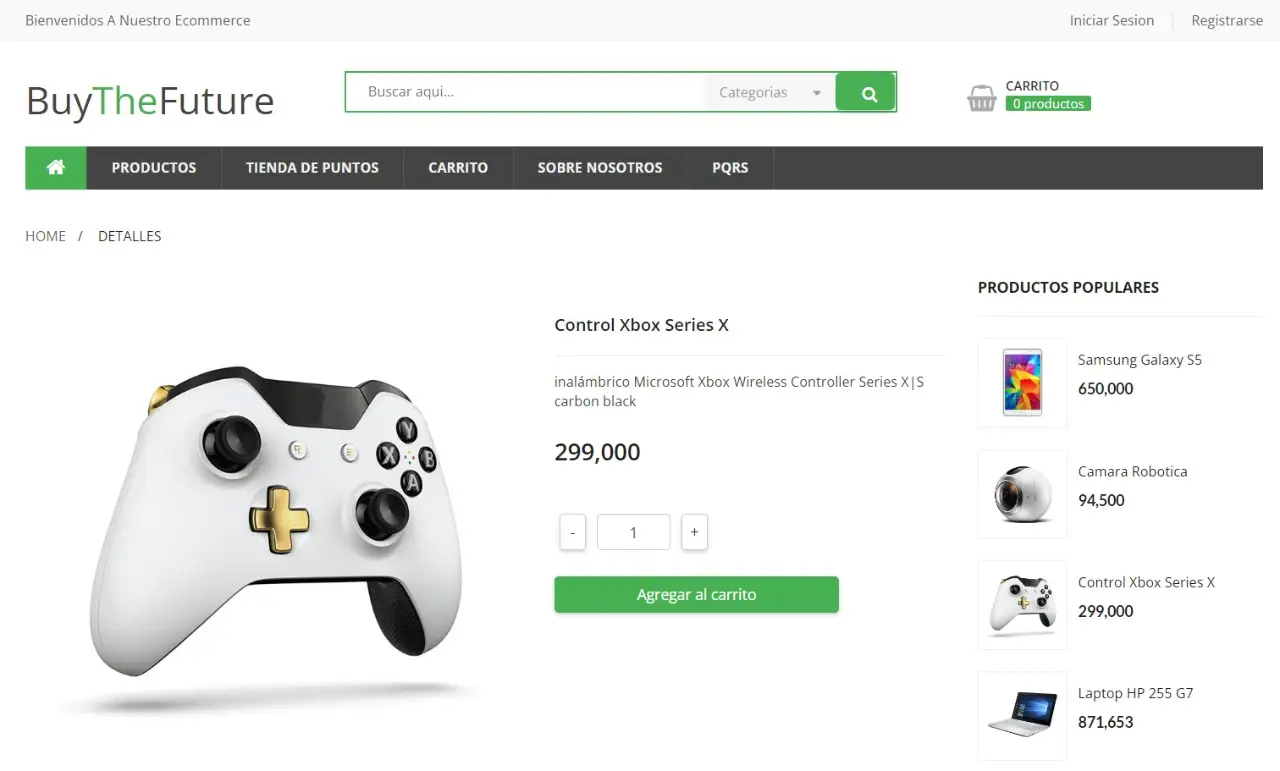 Bienvenidos A Nuestro Ecommerce
Iniciar Sesion
Registrarse
BuyTheFuture
Buscar aqui...
Categorias
CARRITO
0 productos
PRODUCTOS
TIENDA DE PUNTOS
CARRITO
SOBRE NOSOTROS
PQRS
HOME / DETALLES
Control Xbox Series X
inalámbrico Microsoft Xbox Wireless Controller Series X|S
carbon black
299,000
- 1 +
Agregar al carrito
Y
X
B
A
PRODUCTOS POPULARES
Samsung Galaxy S5
650,000
Camara Robotica
94,500
Control Xbox Series X
299,000
Laptop HP 255 G7
871,653